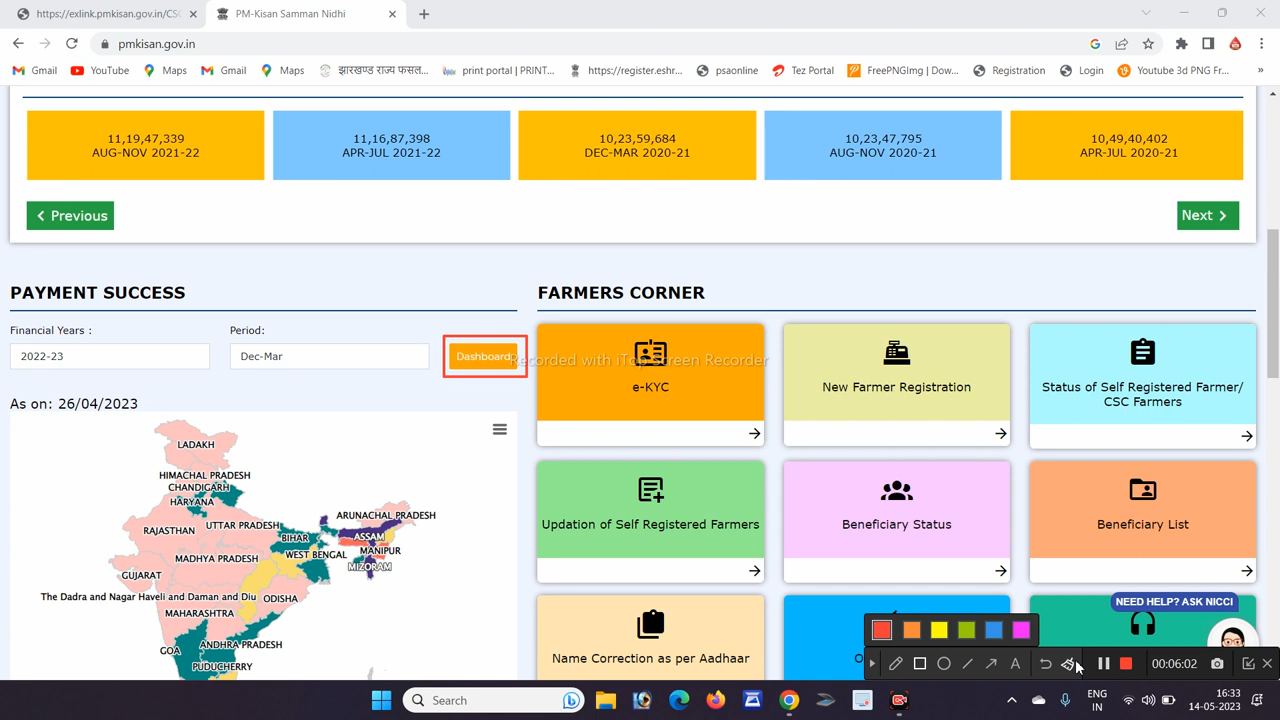 https://exlink.pmkisan.gov.in/CSC
PM-Kisan Samman Nidhi
pmkisan.gov.in
Gmail
YouTube
Maps
Gmail
Maps
झारखण्ड राज्य फसल...
print portal | PRINT...
https://register.eshr...
psaonline
Tez Portal
FreePNGImg | Dow...
Registration
Login
Youtube 3d PNG Fr...
11,19,47,339
AUG-NOV 2021-22
11,16,87,398
APR-JUL 2021-22
10,23,59,684
DEC-MAR 2020-21
10,23,47,795
AUG-NOV 2020-21
10,49,40,402
APR-JUL 2020-21
Previous
Next
PAYMENT SUCCESS
Financial Years :
Period:
2022-23
Dec-Mar
Dashboard
As on: 26/04/2023
LADAKH
HIMACHAL PRADESH
CHANDIGARH
HARYANA
ARUNACHAL PRADESH
UTTAR PRADESH
RAJASTHAN
BIHAR
ASSAM
WEST BENGAL
MANIPUR
MADHYA PRADESH
MIZORAM
GUJARAT
The Dadra and Nagar Haveli and Daman and Diu
ODISHA
MAHARASHTRA
ANDHRA PRADESH
GOA
PUDUCHERRY
FARMERS CORNER
Recorded with iTop Screen Recorder
e-KYC
New Farmer Registration
Status of Self Registered Farmer/
CSC Farmers
Updation of Self Registered Farmers
Beneficiary Status
Beneficiary List
Name Correction as per Aadhaar
NEED HELP? ASK NICCI
A
00:06:02
Search
ENG
IN
16:33
14-05-2023